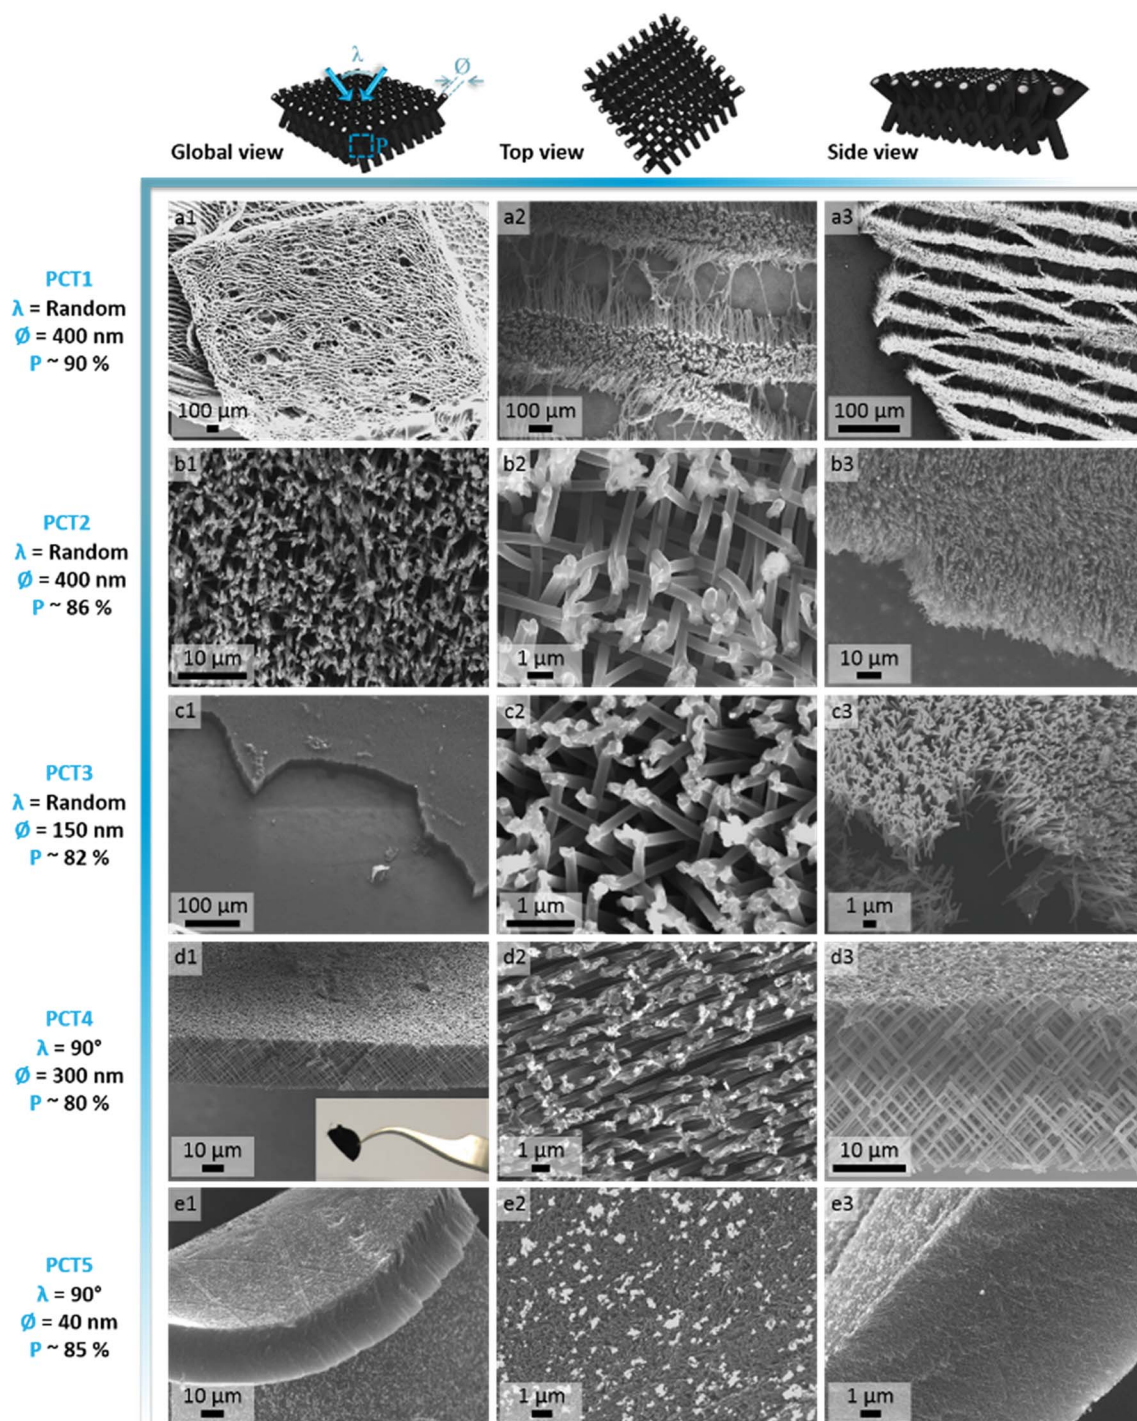 λ
Ø
P
Global view
Top view
Side view
PCT1
λ = Random
Ø = 400 nm
P ~ 90 %
a1
100 µm
a2
100 µm
a3
100 µm
PCT2
λ = Random
Ø = 400 nm
P ~ 86 %
b1
10 µm
b2
1 µm
b3
10 µm
PCT3
λ = Random
Ø = 150 nm
P ~ 82 %
c1
100 µm
c2
1 µm
c3
1 µm
PCT4
λ = 90°
Ø = 300 nm
P ~ 80 %
d1
10 µm
d2
1 µm
d3
10 µm
PCT5
λ = 90°
Ø = 40 nm
P ~ 85 %
e1
10 µm
e2
1 µm
e3
1 µm